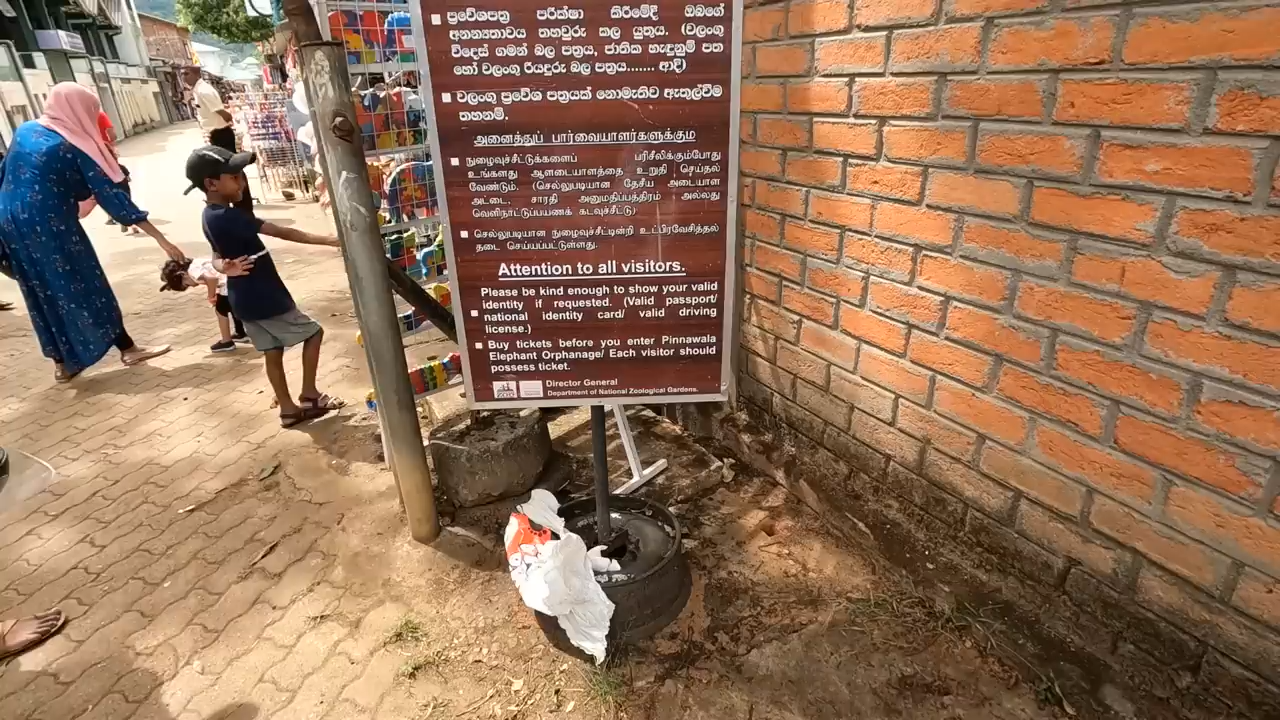 ප්‍රවේශපත්‍ර පරීක්ෂා කිරීමේදී ඔබගේ
අනන්‍යතාවය තහවුරු කල යුතුය. (වලංගු
විදෙස් ගමන් බල පත්‍රය, ජාතික හැඳුනුම් පත
හෝ වලංගු රියදුරු බල පත්‍රය....... ආදි)
වලංගු ප්‍රවේශ පත්‍රයක් නොමැතිව ඇතුල්වීම
තහනම්.
அனைத்துப் பார்வையாளர்களுக்கும்
நுழைவுச்சீட்டுக்களைப் பரிசீலிக்கும்போது
உங்களது ஆளடையாளத்தை உறுதி செய்தல்
வேண்டும். (செல்லுபடியான தேசிய அடையாள
அட்டை, சாரதி அனுமதிப்பத்திரம் அல்லது
வெளிநாட்டுப்பயணக் கடவுச்சீட்டு)
செல்லுபடியான நுழைவுச்சீட்டின்றி உட்பிரவேசித்தல்
தடை செய்யப்பட்டுள்ளது.
Attention to all visitors.
Please be kind enough to show your valid
identity if requested. (Valid passport/
national identity card/ valid driving
license.)
Buy tickets before you enter Pinnawala
Elephant Orphanage/ Each visitor should
possess ticket.
Director General
Department of National Zoological Gardens.
ZOO